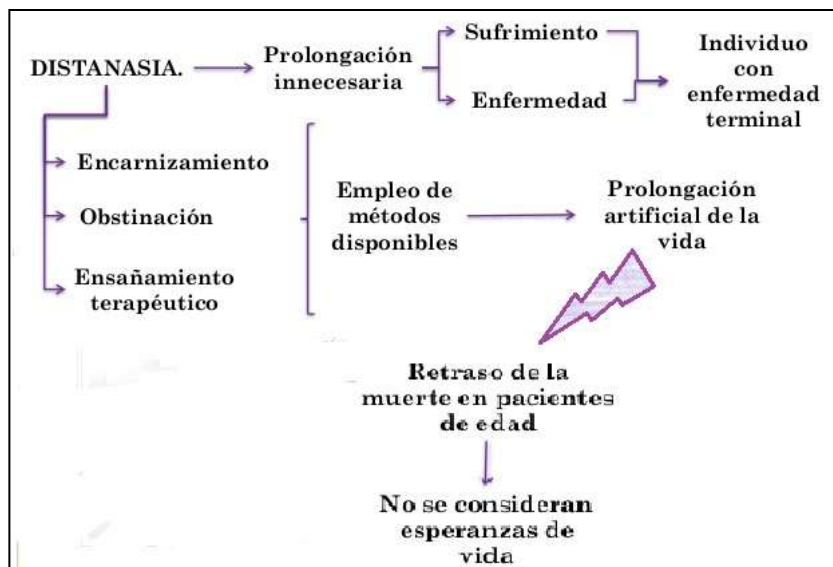 DISTANASIA.
Prolongación
innecesaria
Sufrimiento
Enfermedad
Individuo
con
enfermedad
terminal
Encarnizamiento
Obstinación
Ensañamiento
terapéutico
Empleo de
métodos
disponibles
Prolongación
artificial de la
vida
Retraso de la
muerte en pacientes
de edad
No se consideran
esperanzas de
vida